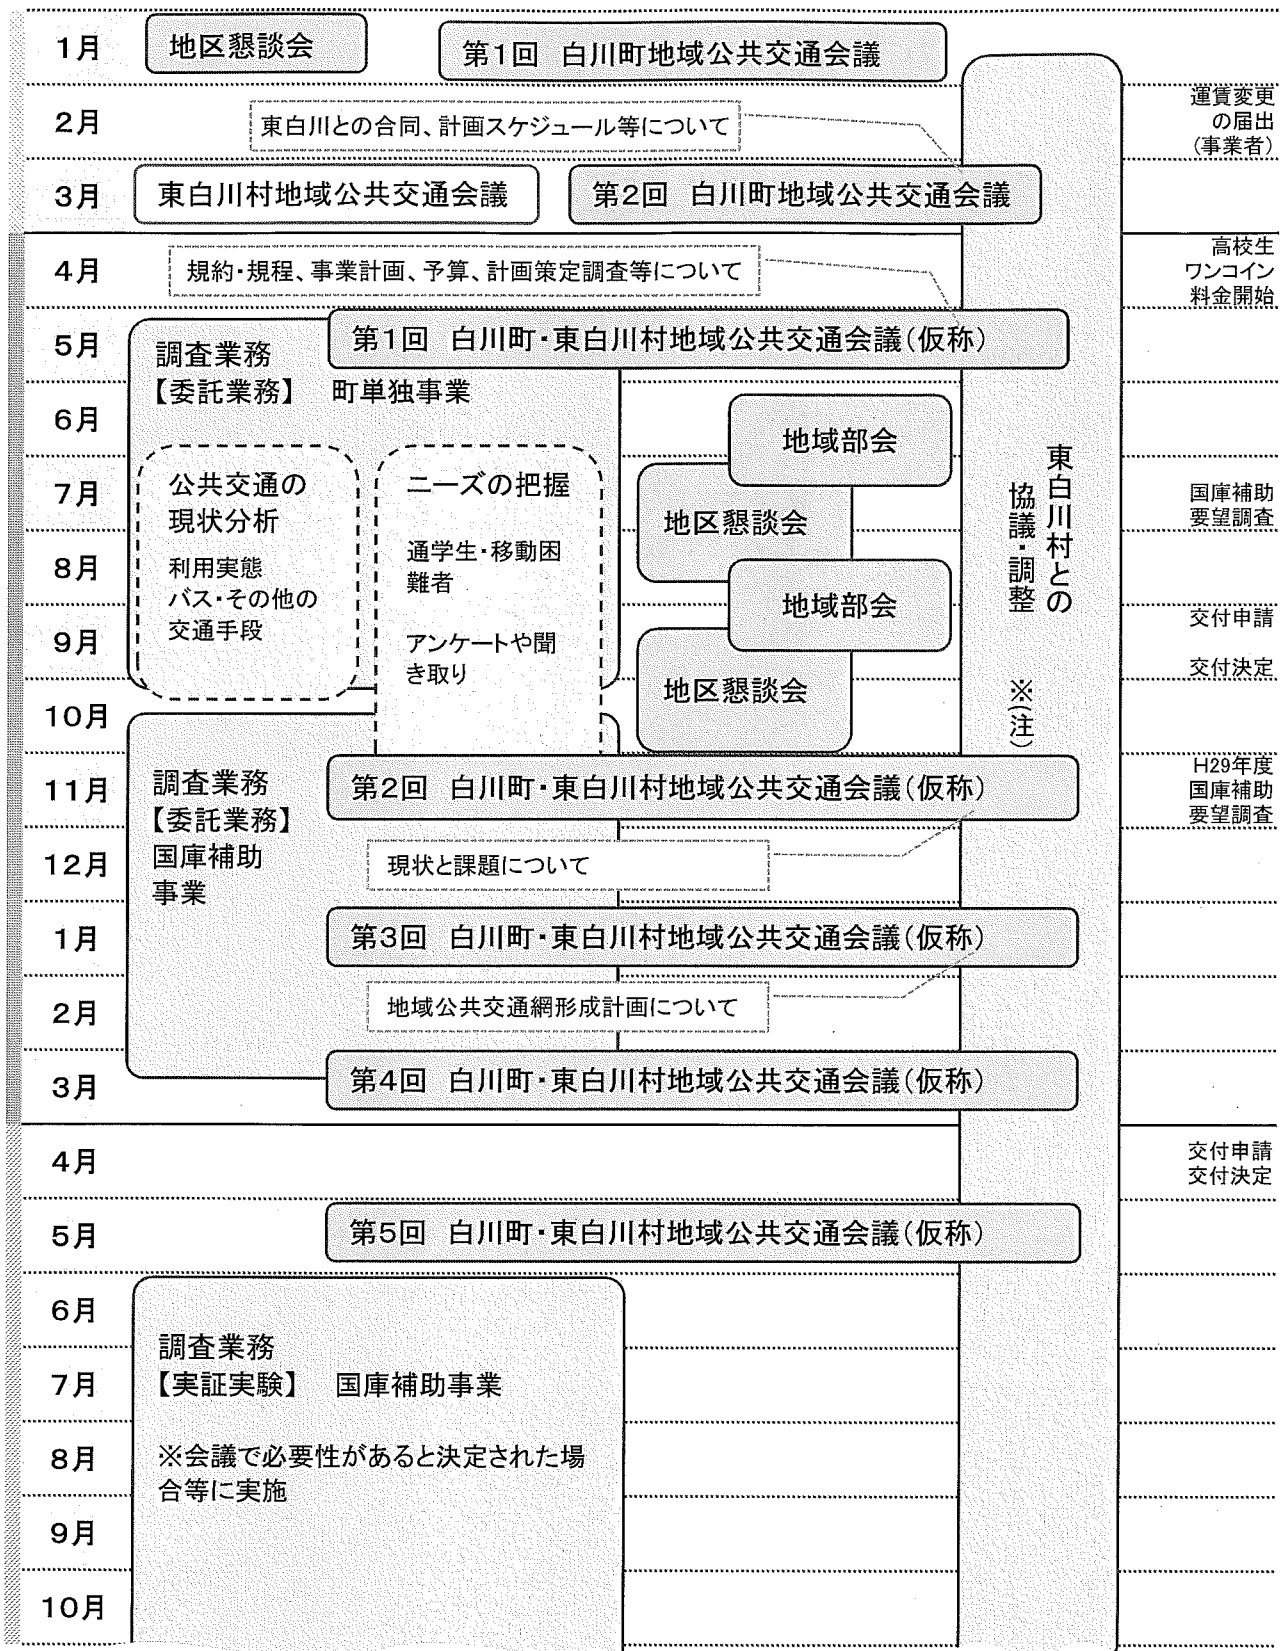 1月
地区懇談会
第1回 白川町地域公共交通会議
2月
東白川との合同、計画スケジュール等について
運賃変更
の届出
(事業者)
3月
東白川村地域公共交通会議
第2回 白川町地域公共交通会議
4月
規約・規程、事業計画、予算、計画策定調査等について
高校生
ワンコイン
料金開始
5月
第1回 白川町・東白川村地域公共交通会議(仮称)
調査業務
【委託業務】 町単独事業
6月
地域部会
7月
公共交通の
現状分析
利用実態
バス・その他の
交通手段
ニーズの把握
通学生・移動困
難者
アンケートや聞
き取り
地区懇談会
国庫補助
要望調査
8月
地域部会
9月
地区懇談会
交付申請
交付決定
東白川村との
協議・調整 ※(注)
10月
11月
調査業務
【委託業務】
国庫補助
事業
第2回 白川町・東白川村地域公共交通会議(仮称)
H29年度
国庫補助
要望調査
12月
現状と課題について
1月
第3回 白川町・東白川村地域公共交通会議(仮称)
2月
地域公共交通網形成計画について
3月
第4回 白川町・東白川村地域公共交通会議(仮称)
4月
交付申請
交付決定
5月
第5回 白川町・東白川村地域公共交通会議(仮称)
6月
調査業務
7月
【実証実験】 国庫補助事業
8月
※会議で必要性があると決定された場
合等に実施
9月
10月